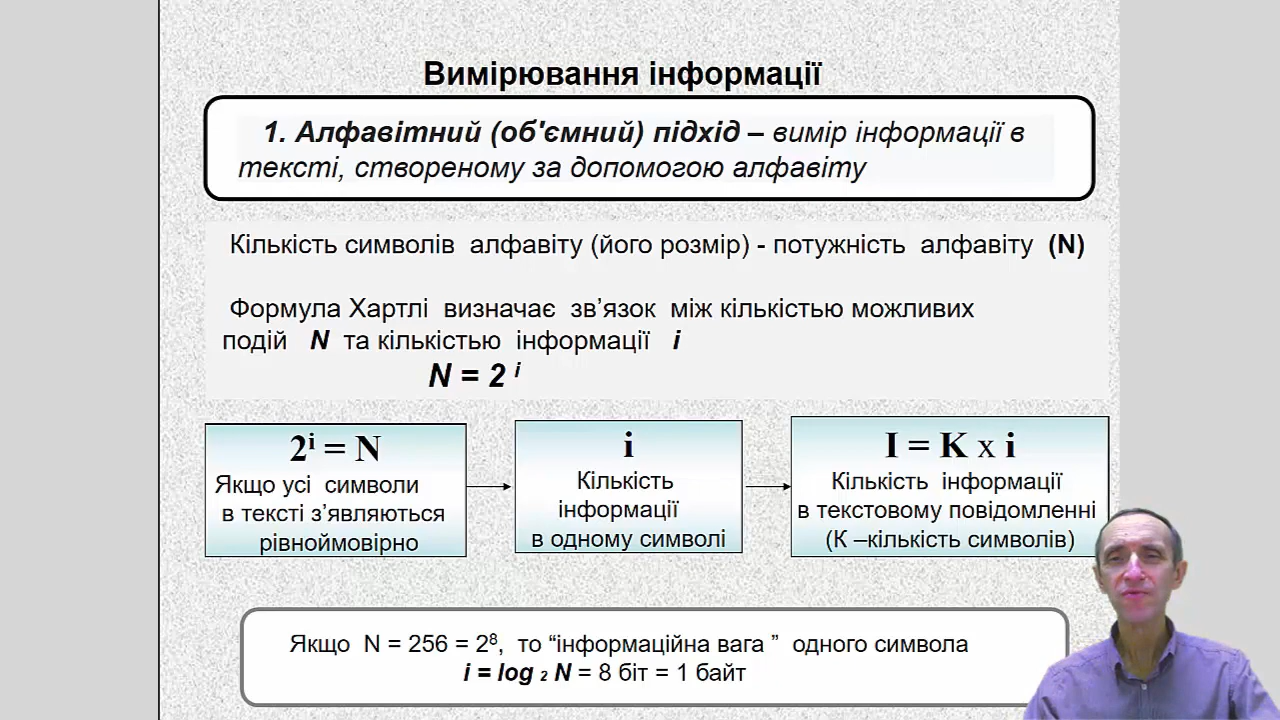 Вимірювання інформації
1. Алфавітний (об'ємний) підхід – вимір інформації в
тексті, створеному за допомогою алфавіту
Кількість символів алфавіту (його розмір) - потужність алфавіту (N)
Формула Хартлі визначає зв’язок між кількістю можливих
подій N та кількістью інформації i
N = 2 ⁱ
2ⁱ = N
Якщо усі символи
в тексті з’являються
рівноймовірно
i
Кількість
інформації
в одному символі
I = K x i
Кількість інформації
в текстовому повідомленні
(К –кількість символів)
Якщо N = 256 = 2⁸, то “інформаційна вага ” одного символа
i = log ₂ N = 8 біт = 1 байт